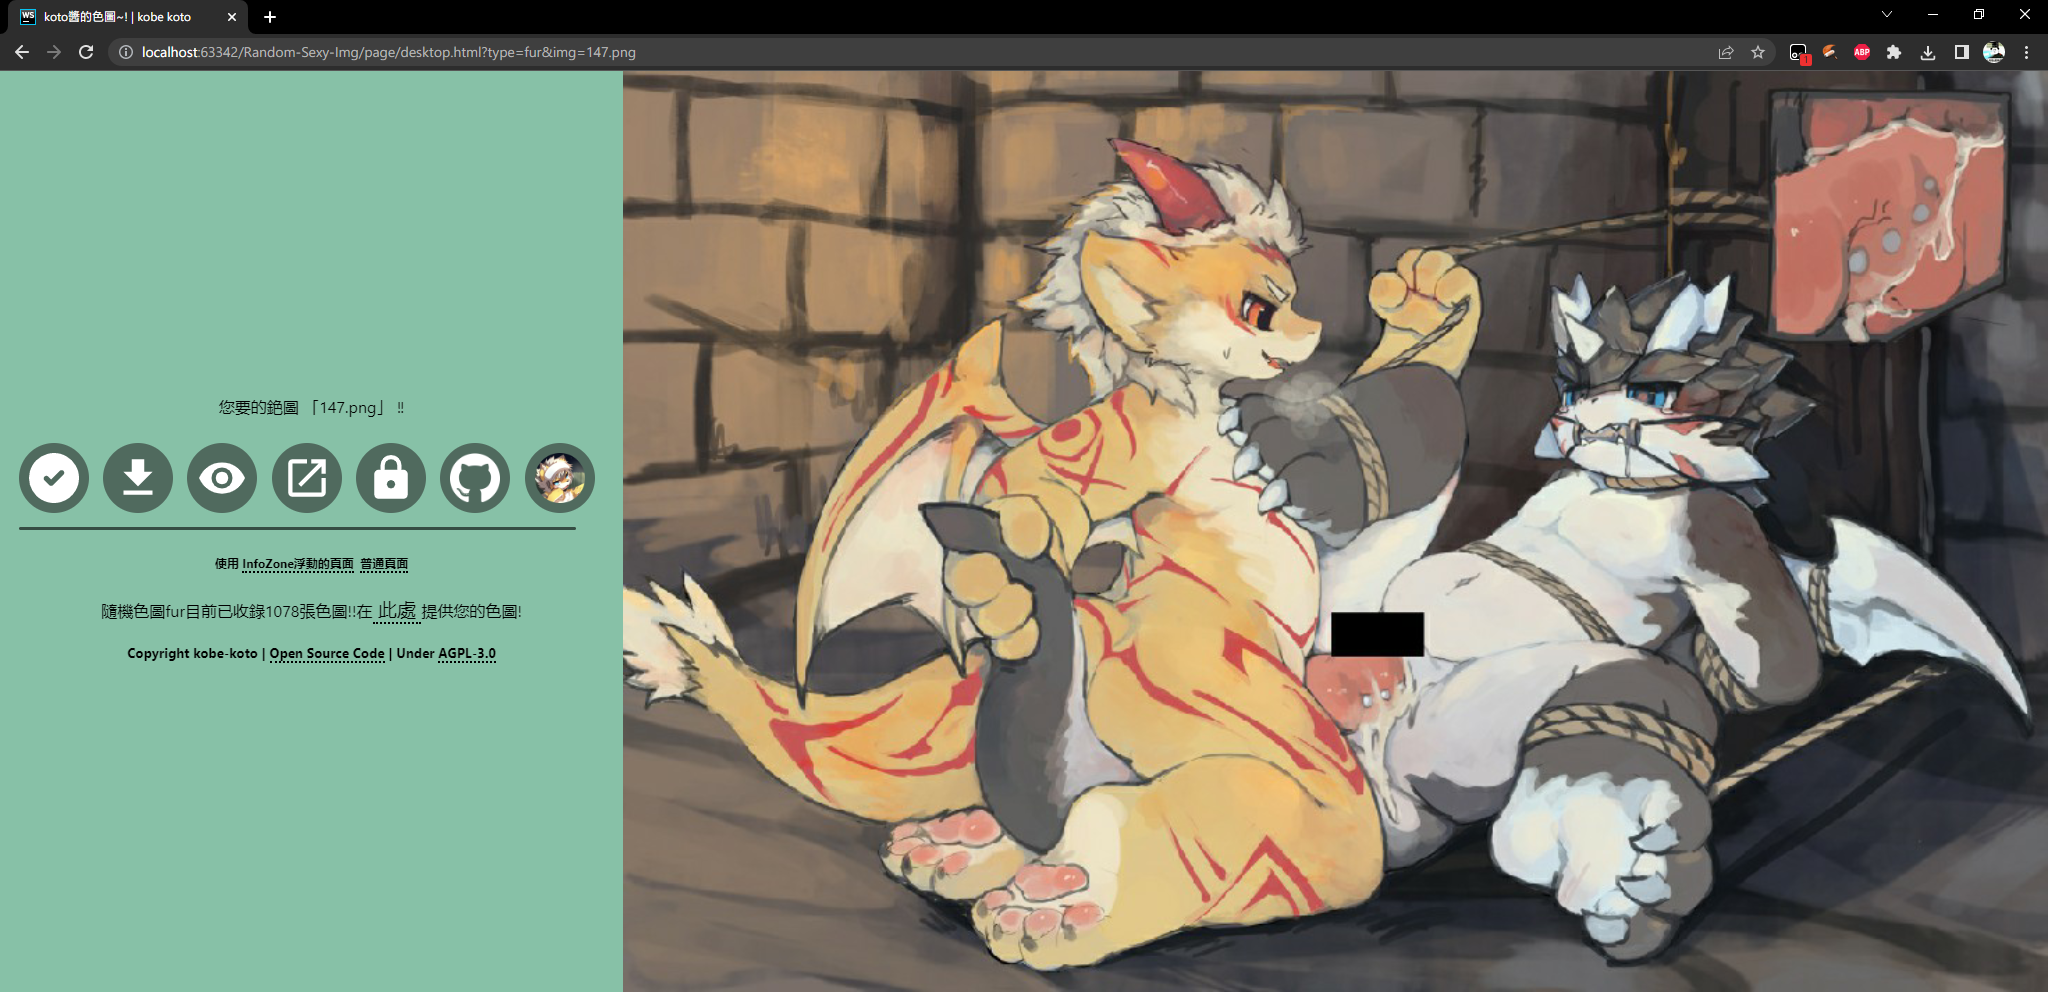 koto醬的色圖~! | kobe koto
localhost:63342/Random-Sexy-Img/page/desktop.html?type=fur&img=147.png
ABP
1
您要的銫圖 「147.png」 !!
使用 InfoZone浮動的頁面 普通頁面
隨機色圖fur目前已收錄1078張色圖!!在 此處 提供您的色圖!
Copyright kobe-koto | Open Source Code | Under AGPL-3.0